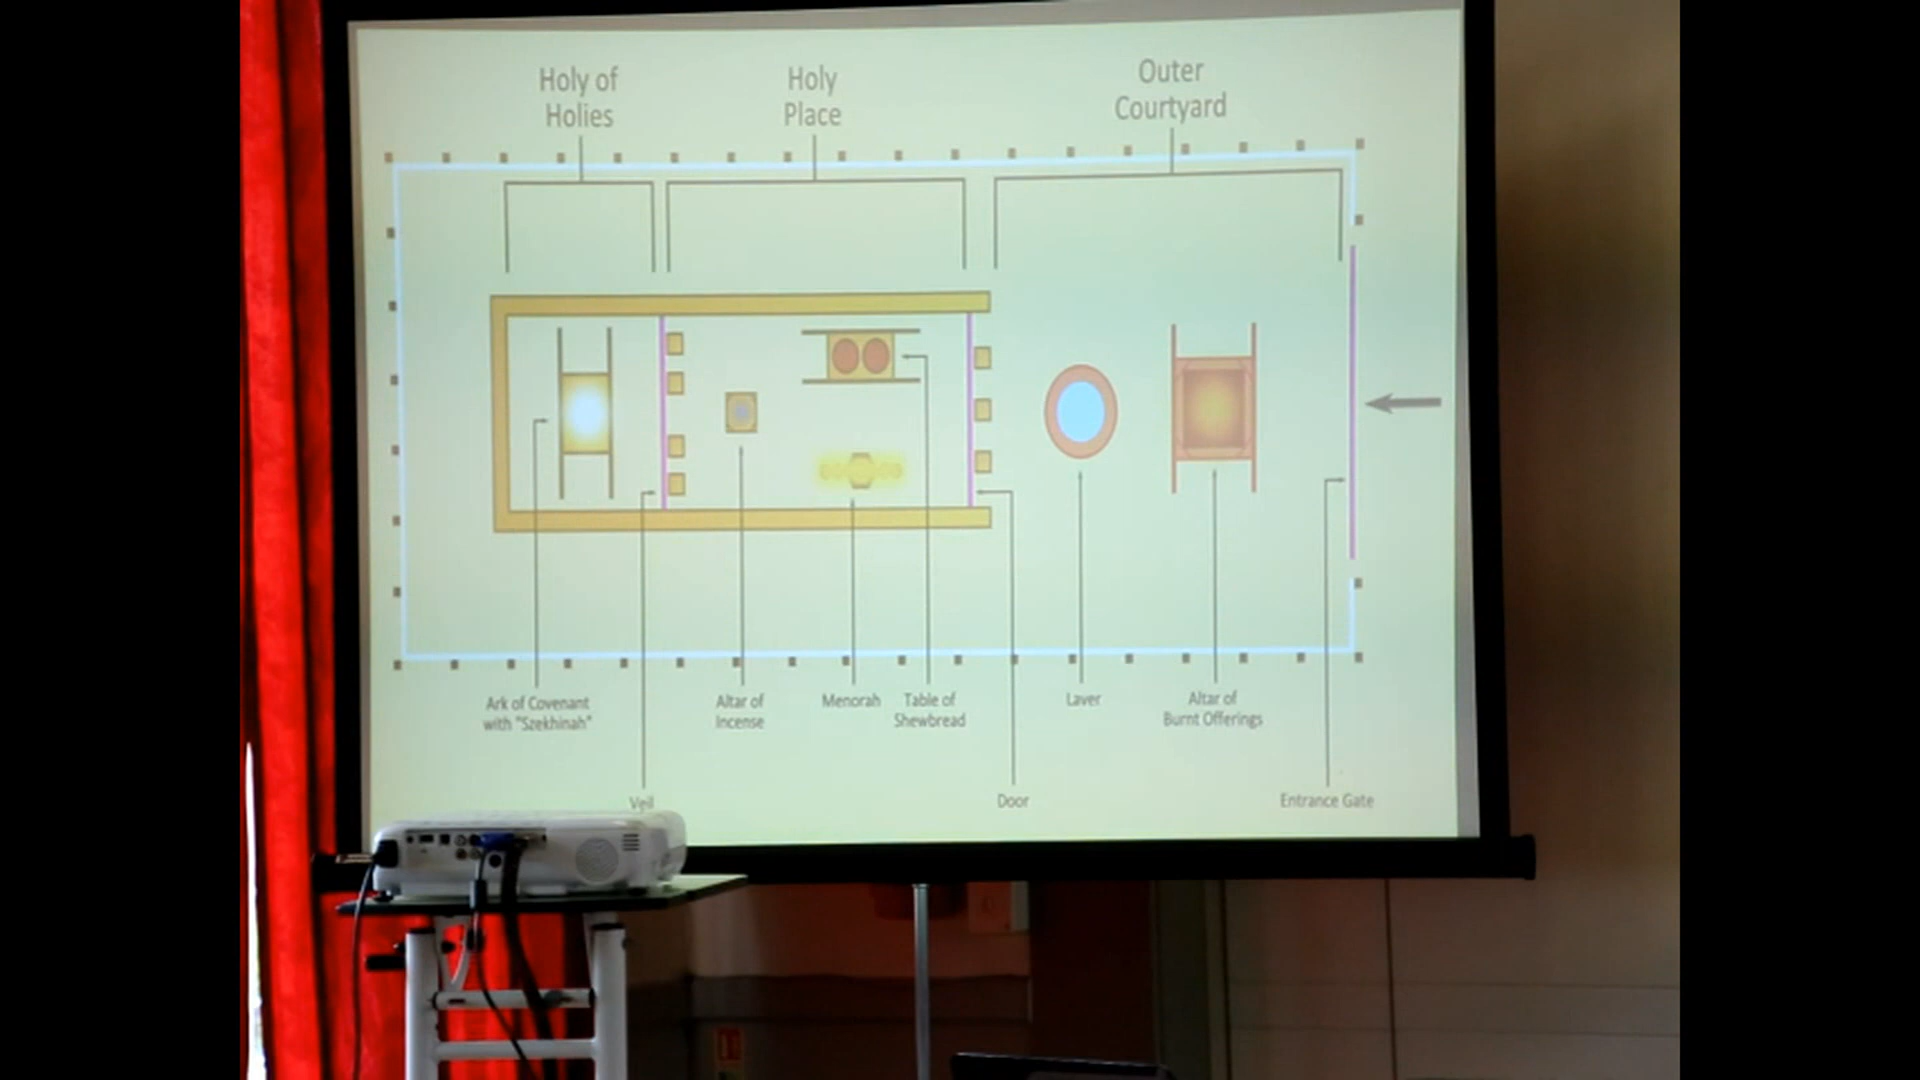 Holy of
Holies
Holy
Place
Outer
Courtyard
Ark of Covenant
with "Szekhinah"
Altar of
Incense
Menorah
Table of
Shewbread
Laver
Altar of
Burnt Offerings
Veil
Door
Entrance Gate